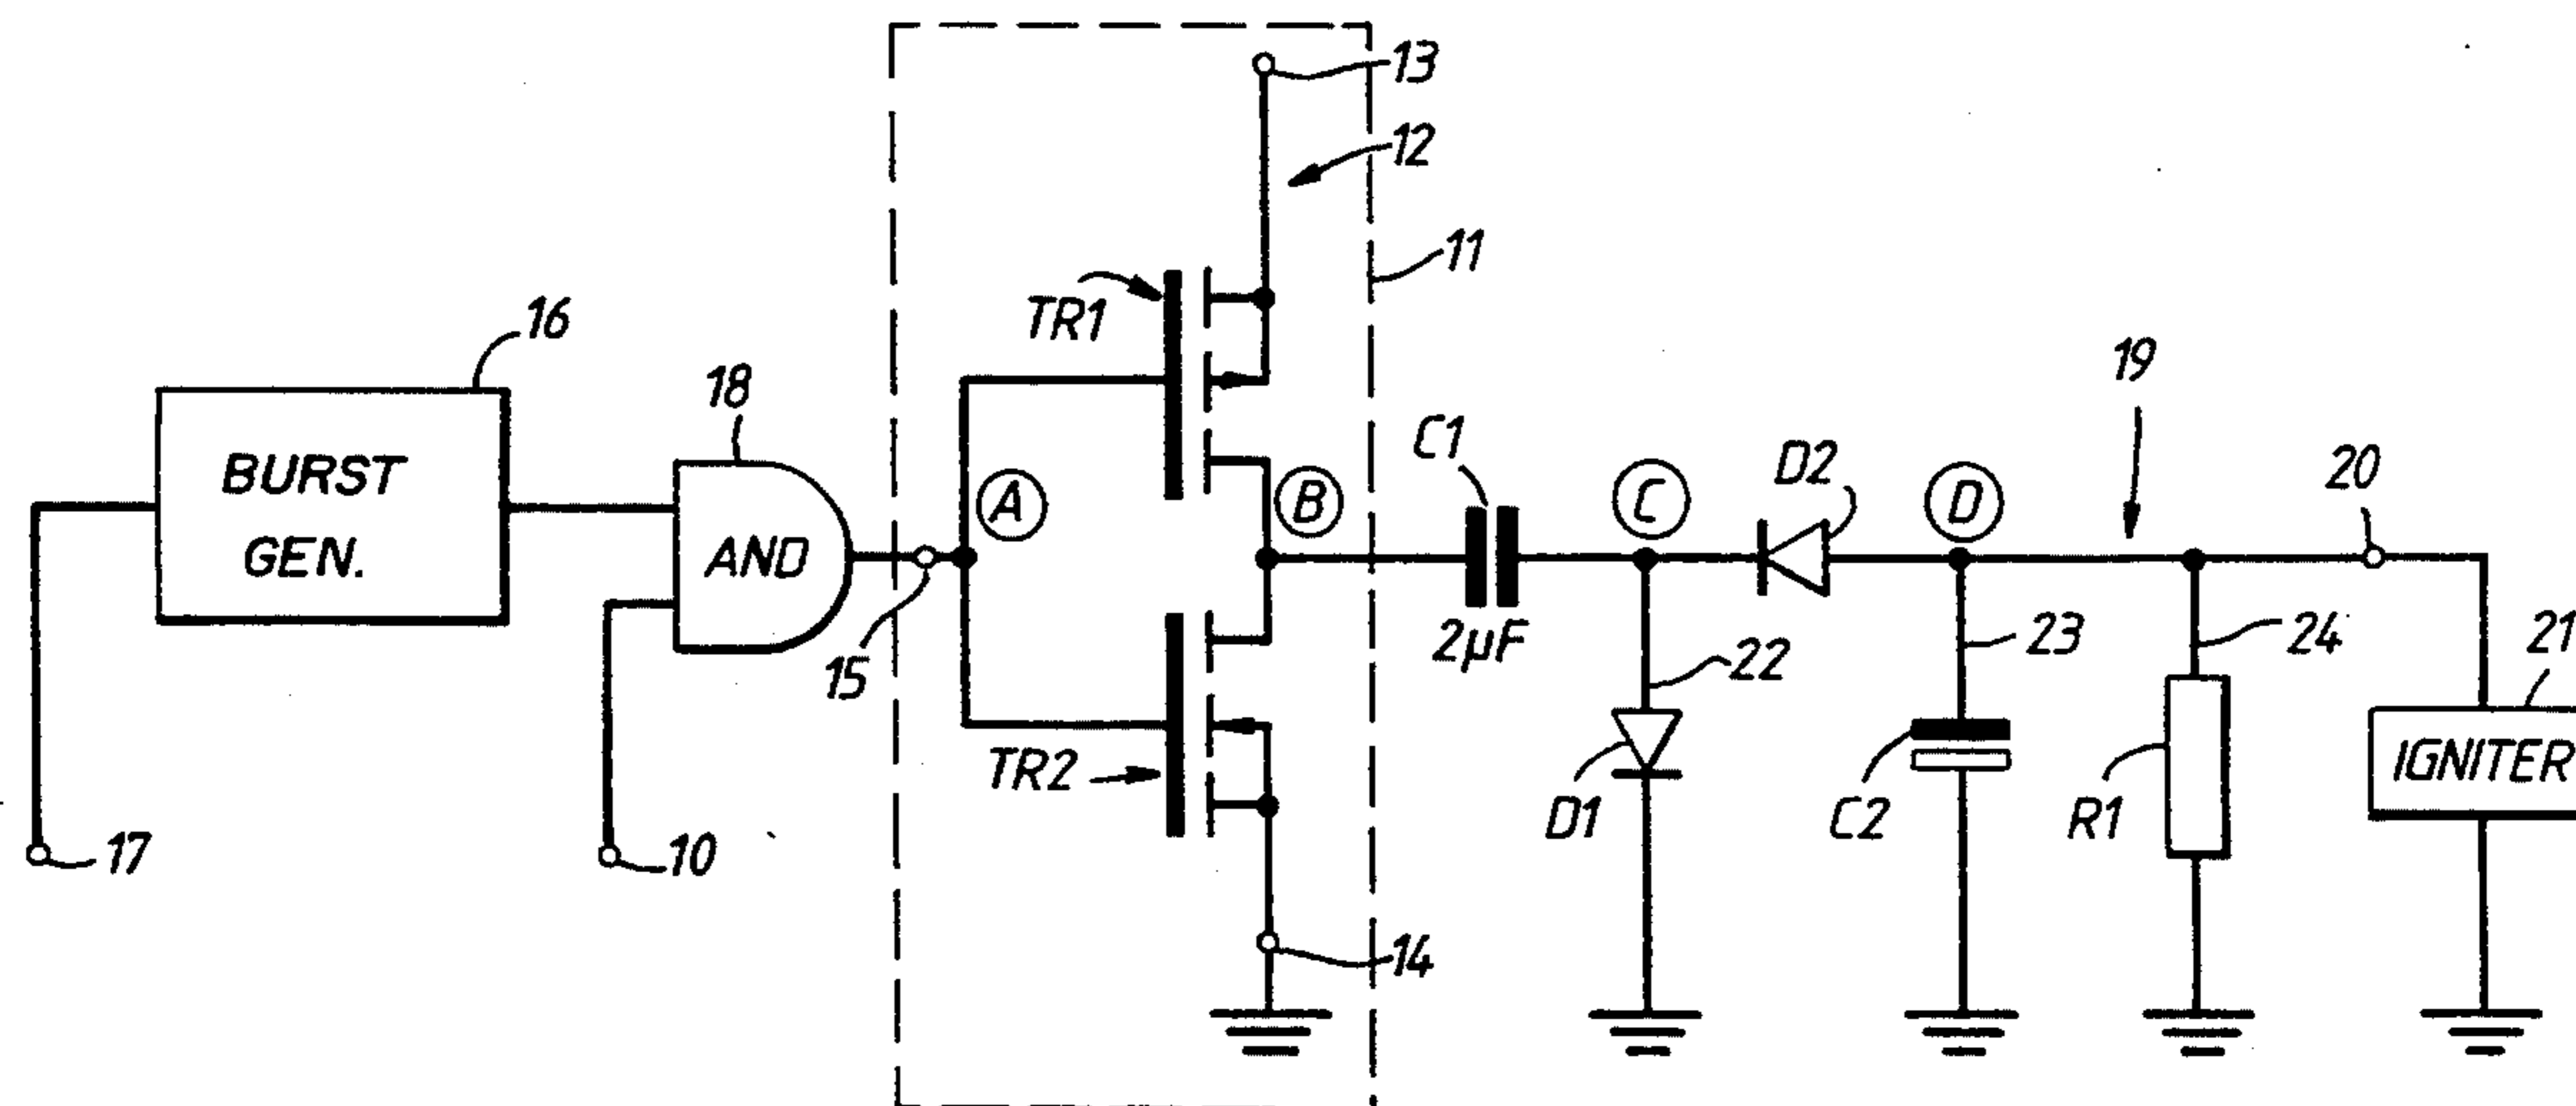 13
12
11
TR1
16
19
18
C1
D2
20
A
B
C
D
BURST
GEN.
AND
15
2µF
22
23
24
21
TR2
D1
C2
R1
IGNITER
17
10
14